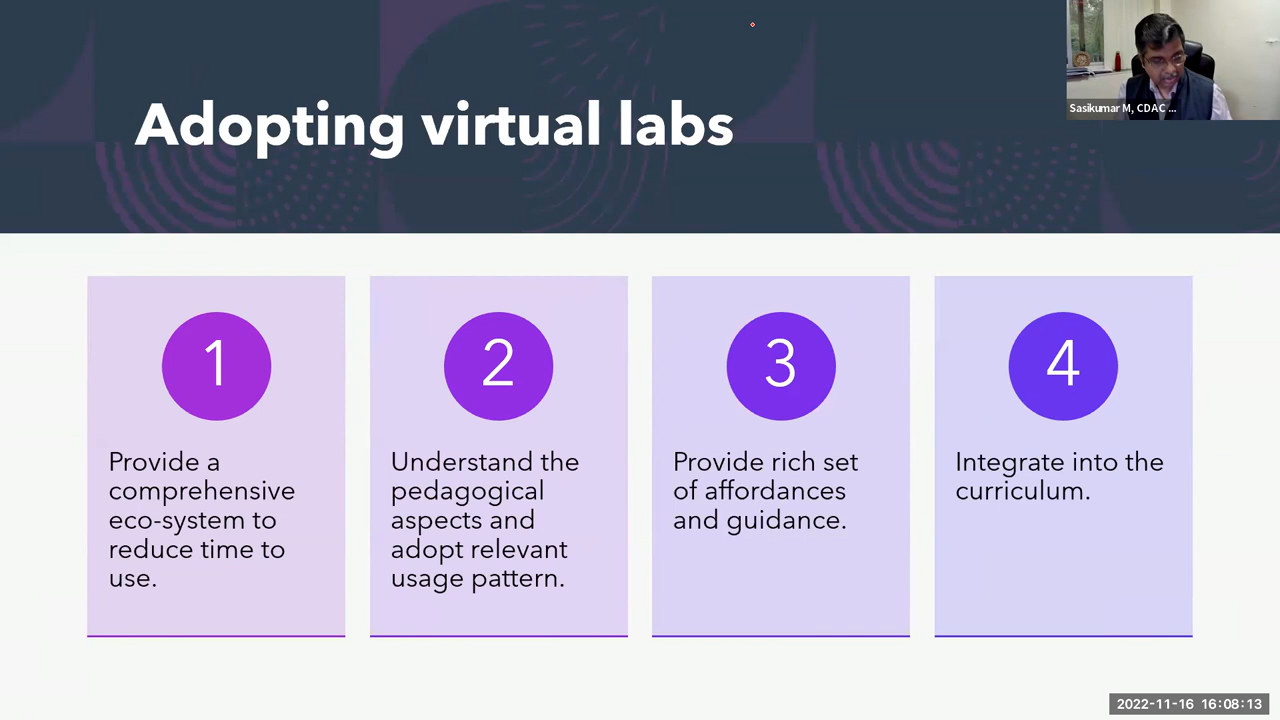 Adopting virtual labs
Sasikumar M, CDAC ...
1
Provide a
comprehensive
eco-system to
reduce time to
use.
2
Understand the
pedagogical
aspects and
adopt relevant
usage pattern.
3
Provide rich set
of affordances
and guidance.
4
Integrate into the
curriculum.
2022-11-16 16:08:13